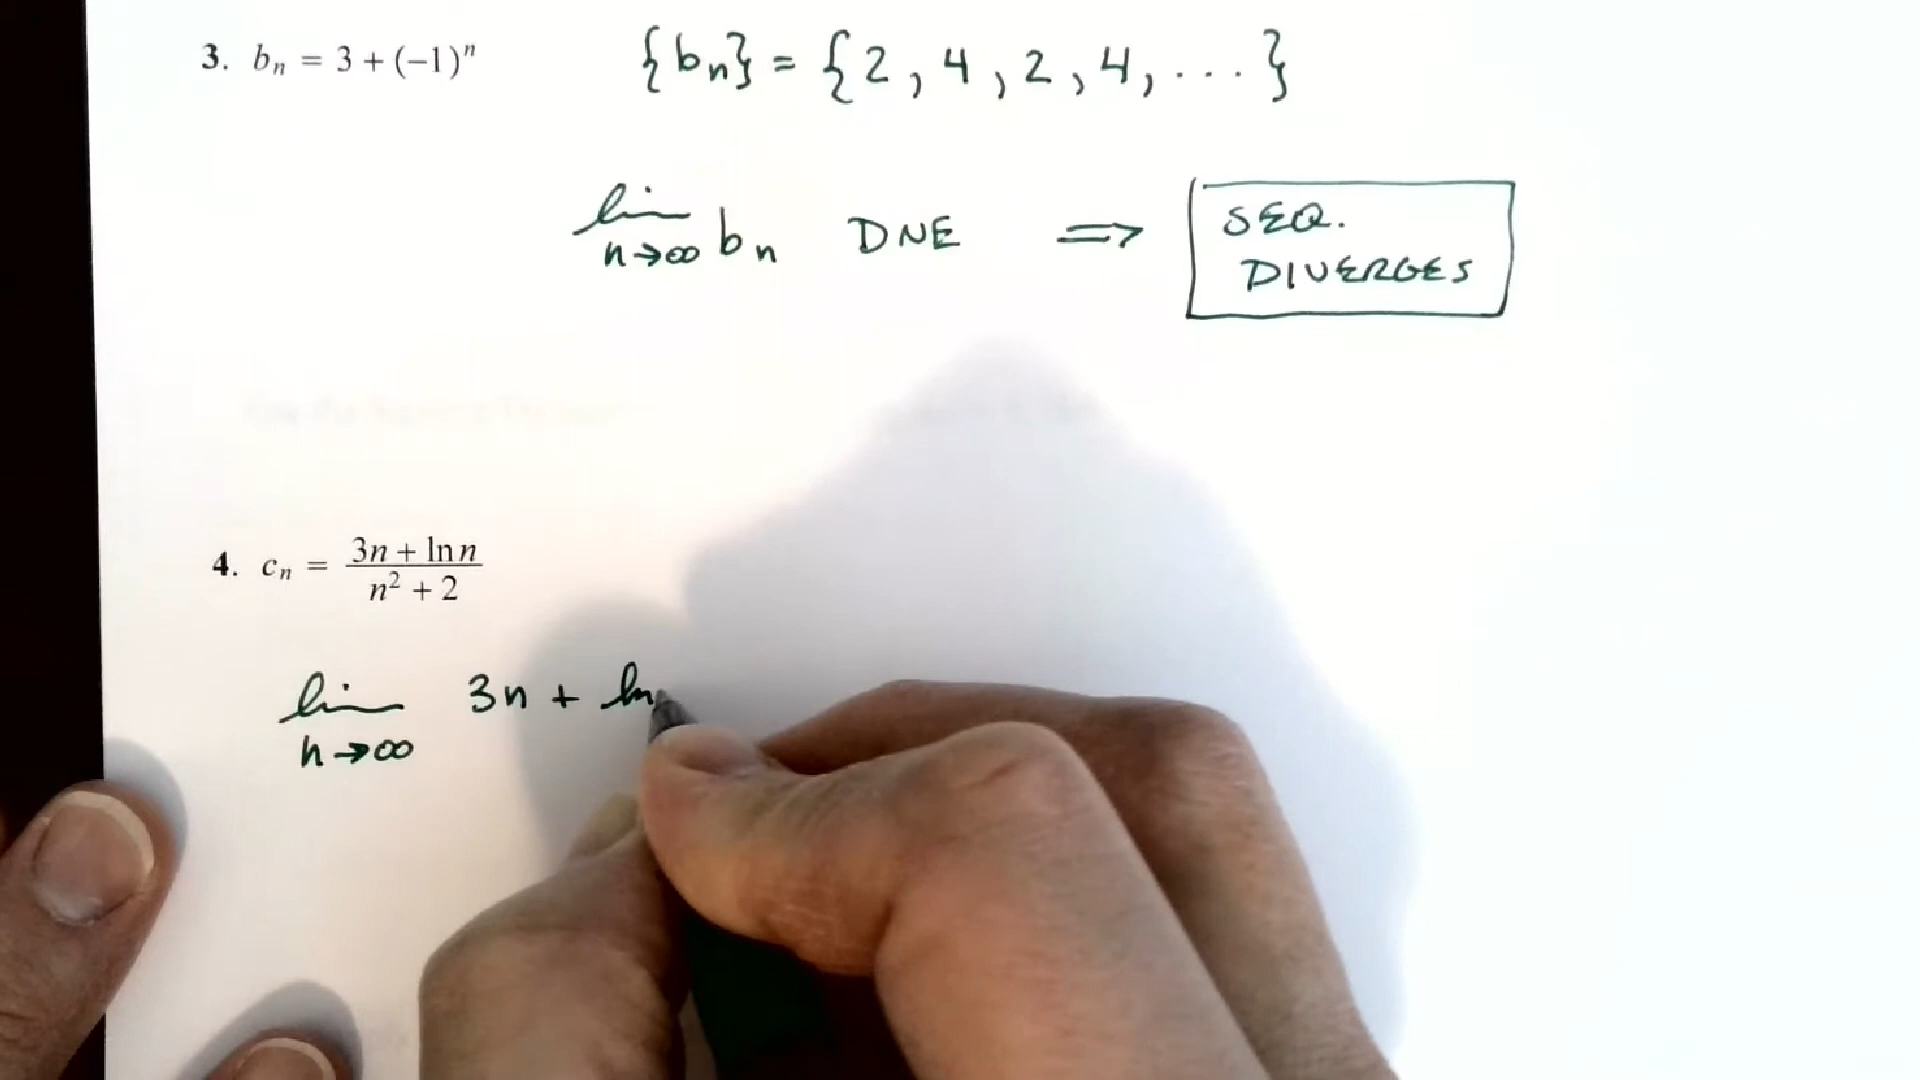 3. bₙ = 3 + (−1)ⁿ {bₙ} = {2, 4, 2, 4, ...}
lim n→∞ bₙ DNE ⇒ SEQ. DIVERGES
4. cₙ = (3n + ln n)/(n² + 2)
lim n→∞ 3n + ln